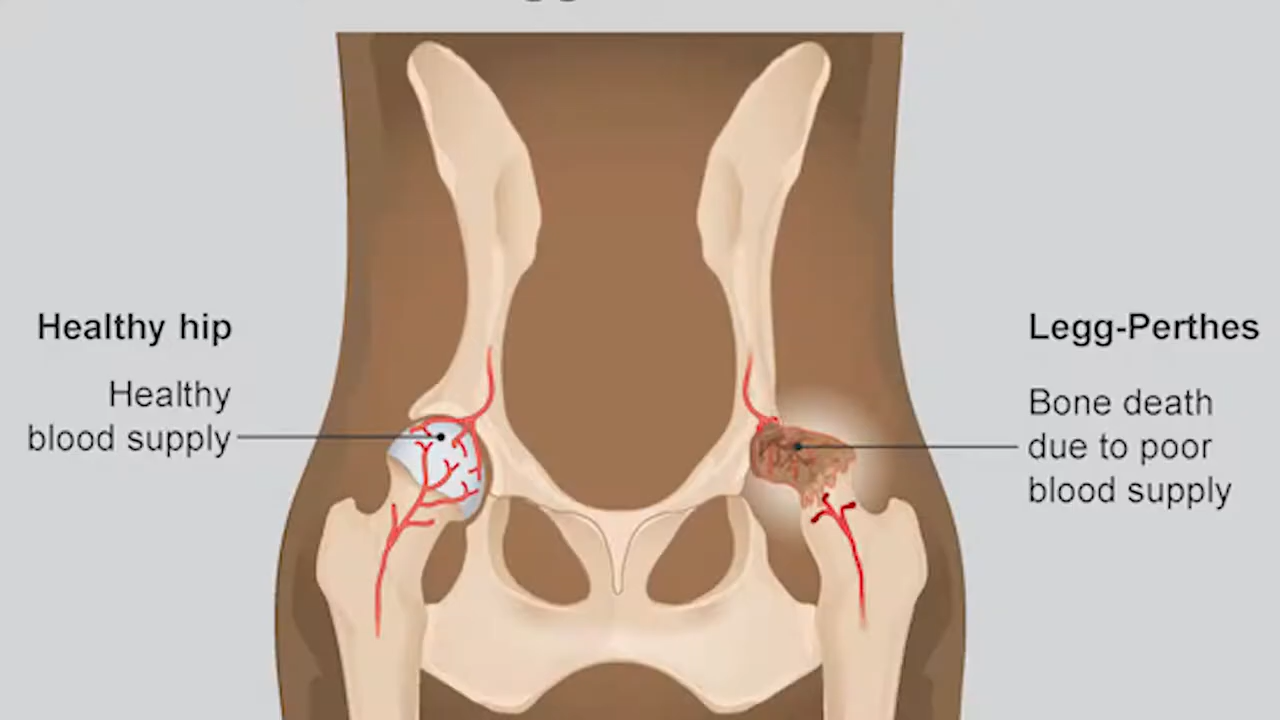 Healthy hip
Healthy
blood supply
Legg-Perthes
Bone death
due to poor
blood supply